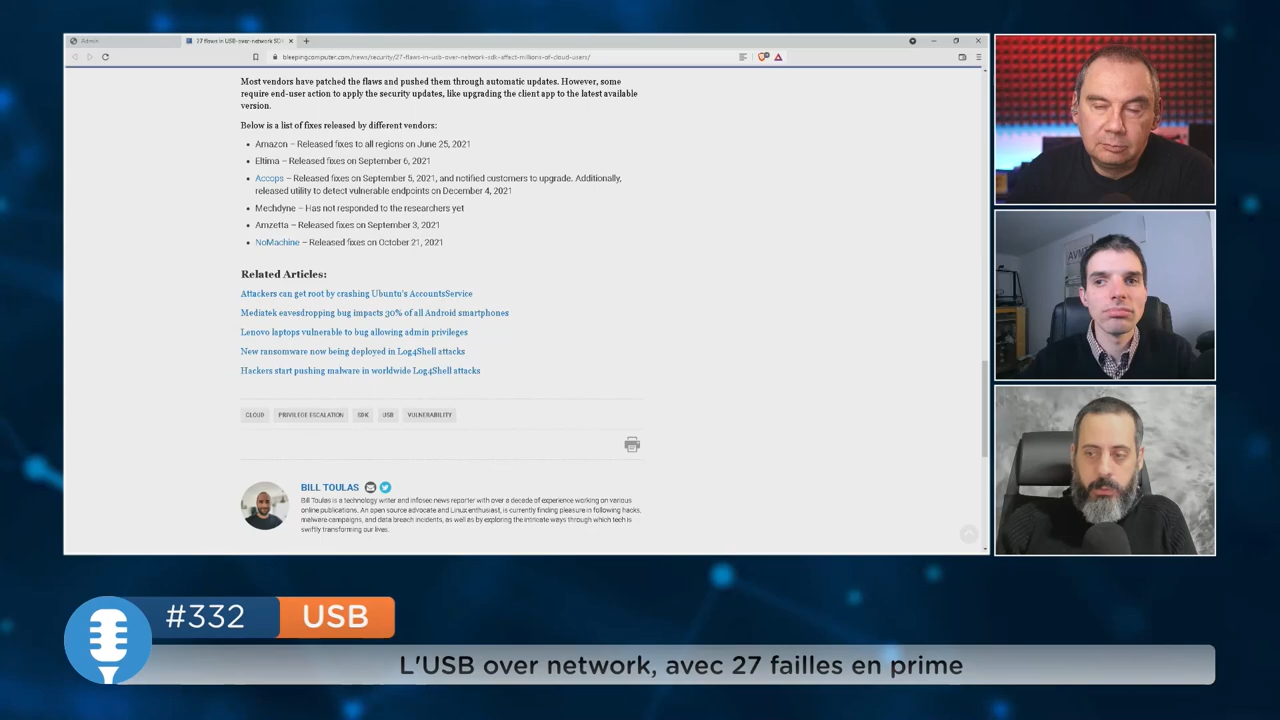 Admin
27 flaws in USB-over-network SDK
bleepingcomputer.com/news/security/27-flaws-in-usb-over-network-sdk-affect-millions-of-cloud-users/
Most vendors have patched the flaws and pushed them through automatic updates. However, some
require end-user action to apply the security updates, like upgrading the client app to the latest available
version.
Below is a list of fixes released by different vendors:
• Amazon – Released fixes to all regions on June 25, 2021
• Eltima – Released fixes on September 6, 2021
• Accops – Released fixes on September 5, 2021, and notified customers to upgrade. Additionally,
released utility to detect vulnerable endpoints on December 4, 2021
• Mechdyne – Has not responded to the researchers yet
• Amzetta – Released fixes on September 3, 2021
• NoMachine – Released fixes on October 21, 2021
Related Articles:
Attackers can get root by crashing Ubuntu's AccountsService
Mediatek eavesdropping bug impacts 30% of all Android smartphones
Lenovo laptops vulnerable to bug allowing admin privileges
New ransomware now being deployed in Log4Shell attacks
Hackers start pushing malware in worldwide Log4Shell attacks
CLOUD PRIVILEGE ESCALATION SDK USB VULNERABILITY
BILL TOULAS
Bill Toulas is a technology writer and infosec news reporter with over a decade of experience working on various
online publications. An open source advocate and Linux enthusiast, is currently finding pleasure in following hacks,
malware campaigns, and data breach incidents, as well as by exploring the intricate ways through which tech is
swiftly transforming our lives.
#332 USB
L'USB over network, avec 27 failles en prime